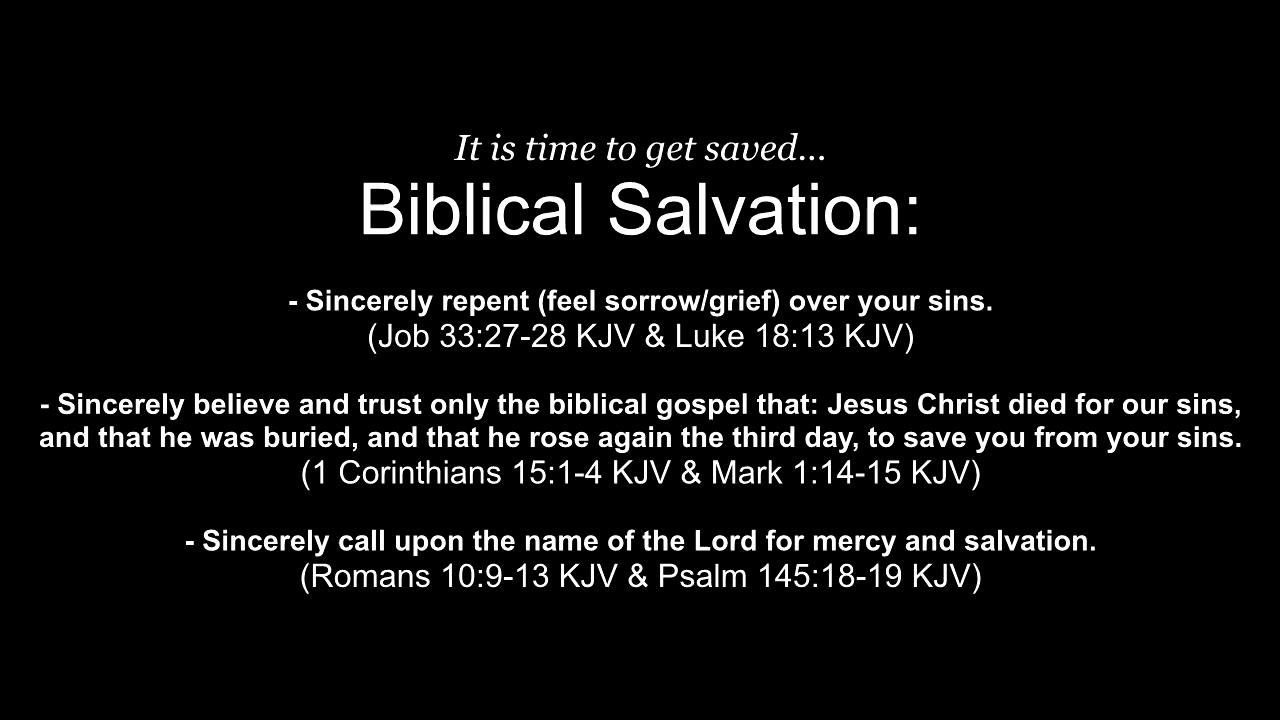 It is time to get saved...
Biblical Salvation:
- Sincerely repent (feel sorrow/grief) over your sins.
(Job 33:27-28 KJV & Luke 18:13 KJV)
- Sincerely believe and trust only the biblical gospel that: Jesus Christ died for our sins,
and that he was buried, and that he rose again the third day, to save you from your sins.
(1 Corinthians 15:1-4 KJV & Mark 1:14-15 KJV)
- Sincerely call upon the name of the Lord for mercy and salvation.
(Romans 10:9-13 KJV & Psalm 145:18-19 KJV)